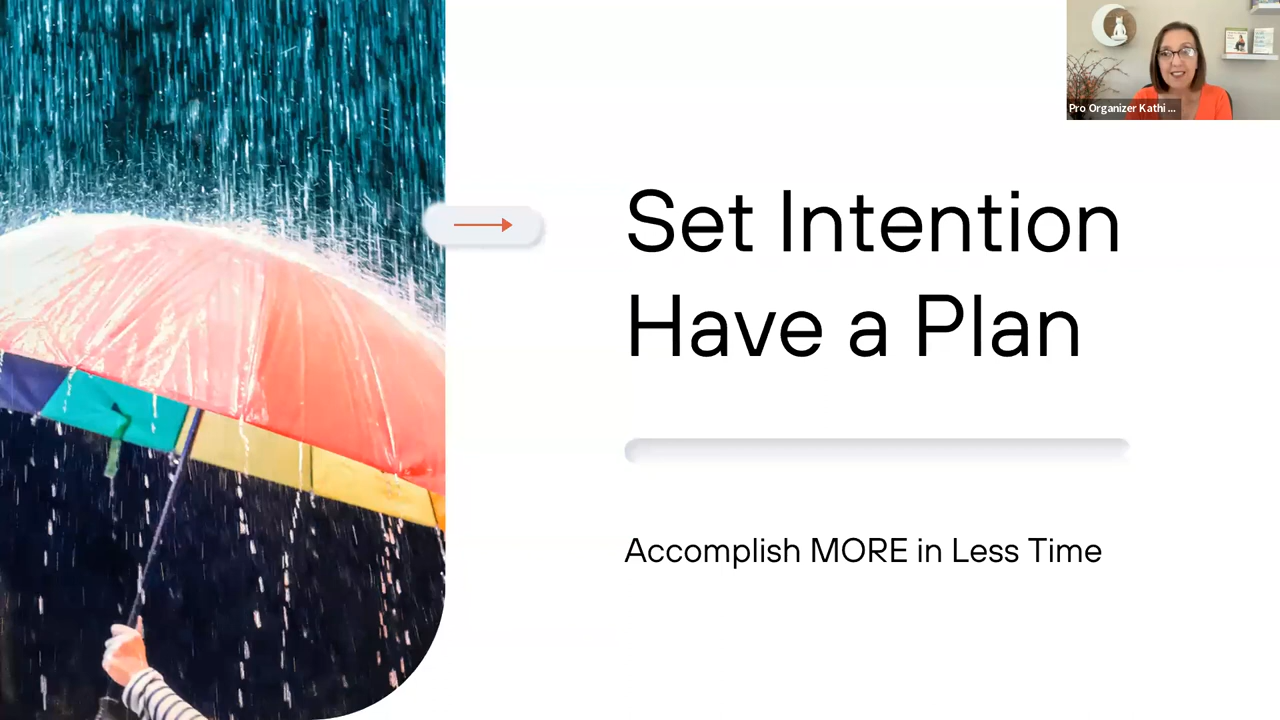 Pro Organizer Kathi ...
Set Intention
Have a Plan
Accomplish MORE in Less Time